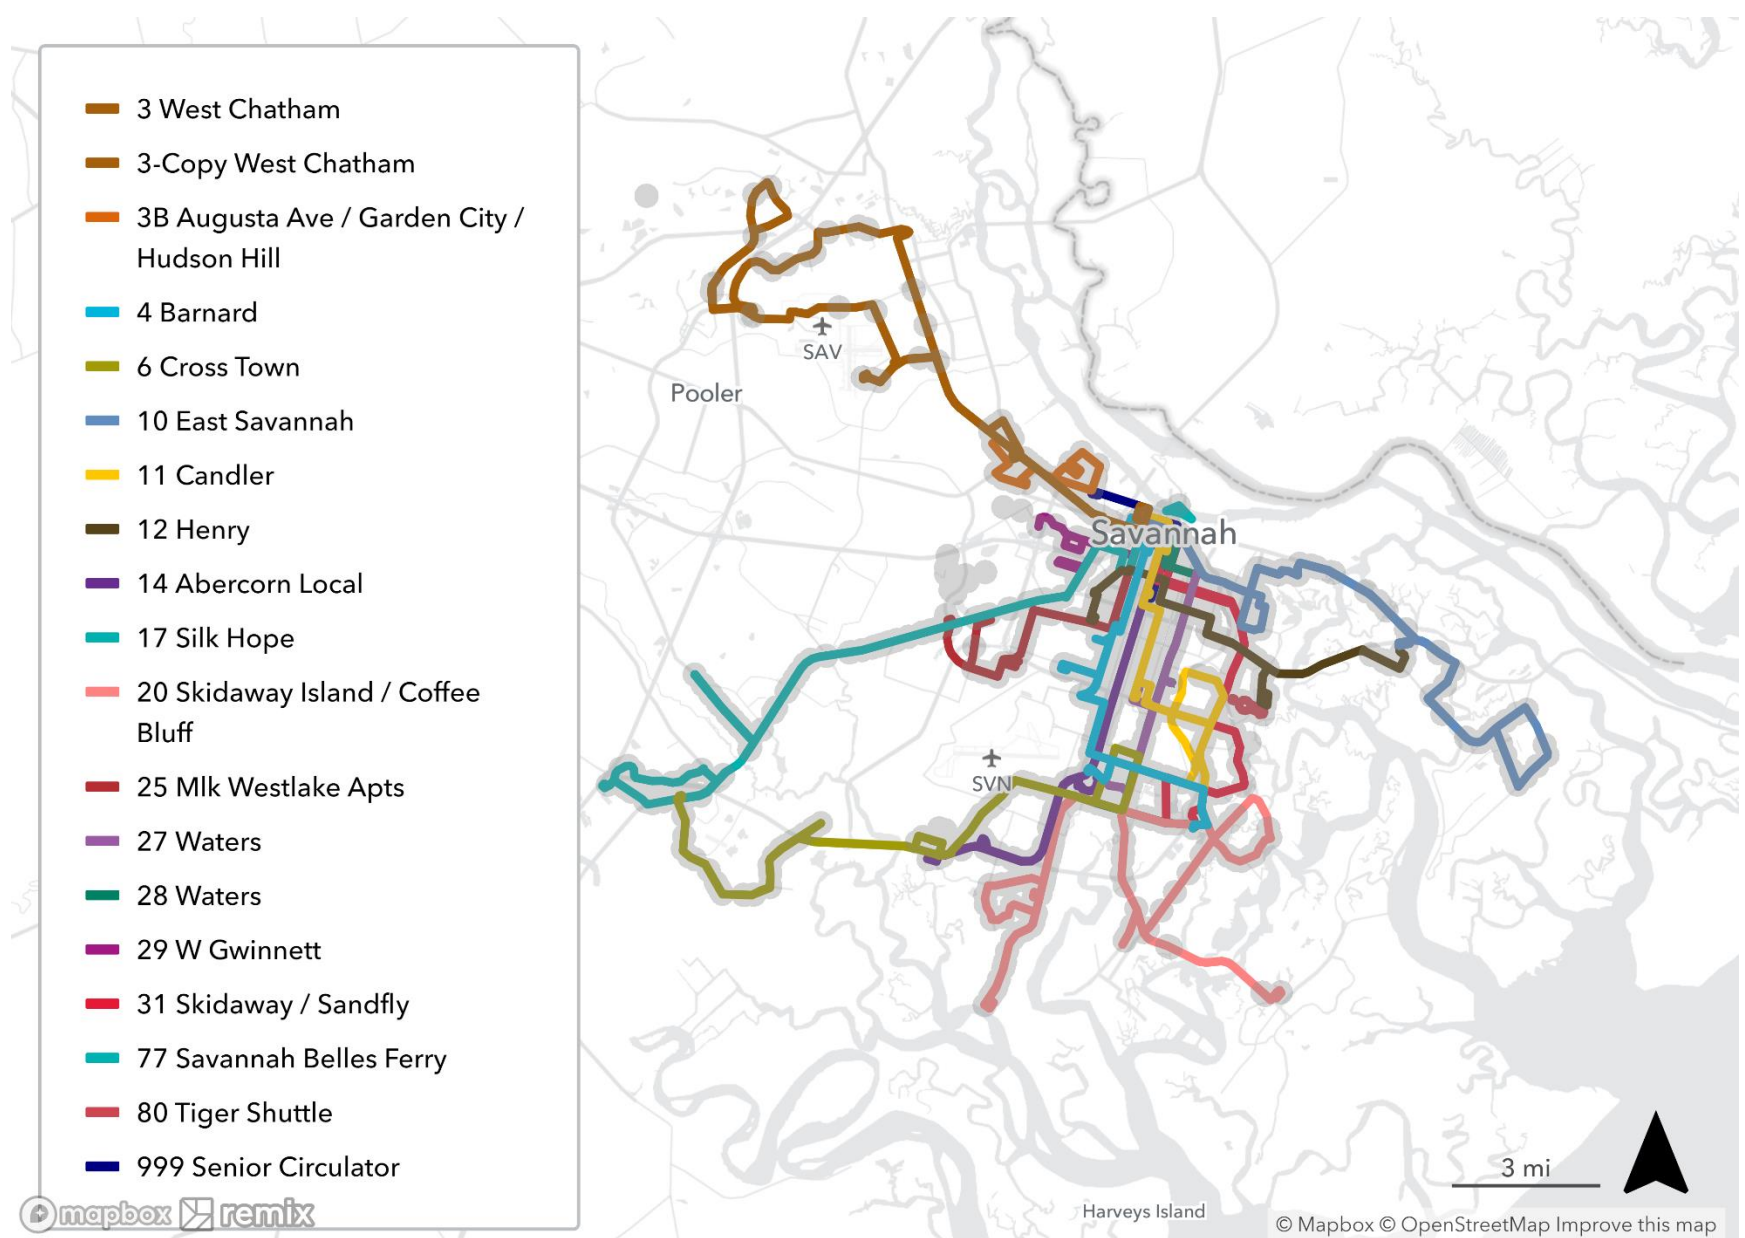 3 West Chatham
3-Copy West Chatham
3B Augusta Ave / Garden City /
Hudson Hill
4 Barnard
6 Cross Town
10 East Savannah
11 Candler
12 Henry
14 Abercorn Local
17 Silk Hope
20 Skidaway Island / Coffee
Bluff
25 Mlk Westlake Apts
27 Waters
28 Waters
29 W Gwinnett
31 Skidaway / Sandfly
77 Savannah Belles Ferry
80 Tiger Shuttle
999 Senior Circulator
mapbox remix
SAV
Pooler
Savannah
SVN
Harveys Island
3 mi
© Mapbox © OpenStreetMap Improve this map